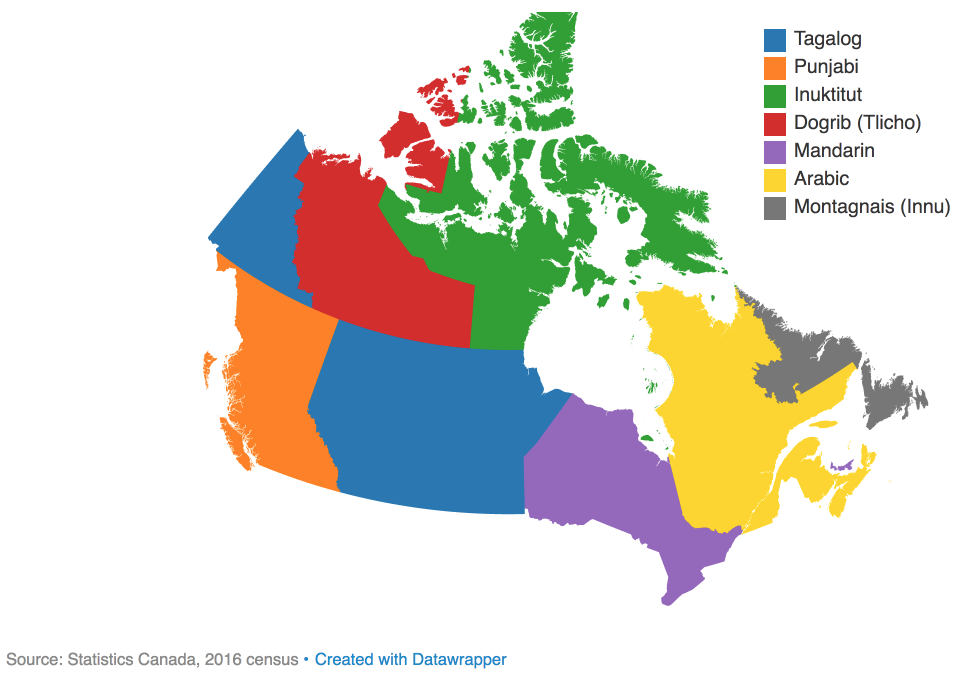 Tagalog
Punjabi
Inuktitut
Dogrib (Tlicho)
Mandarin
Arabic
Montagnais (Innu)
Source: Statistics Canada, 2016 census • Created with Datawrapper